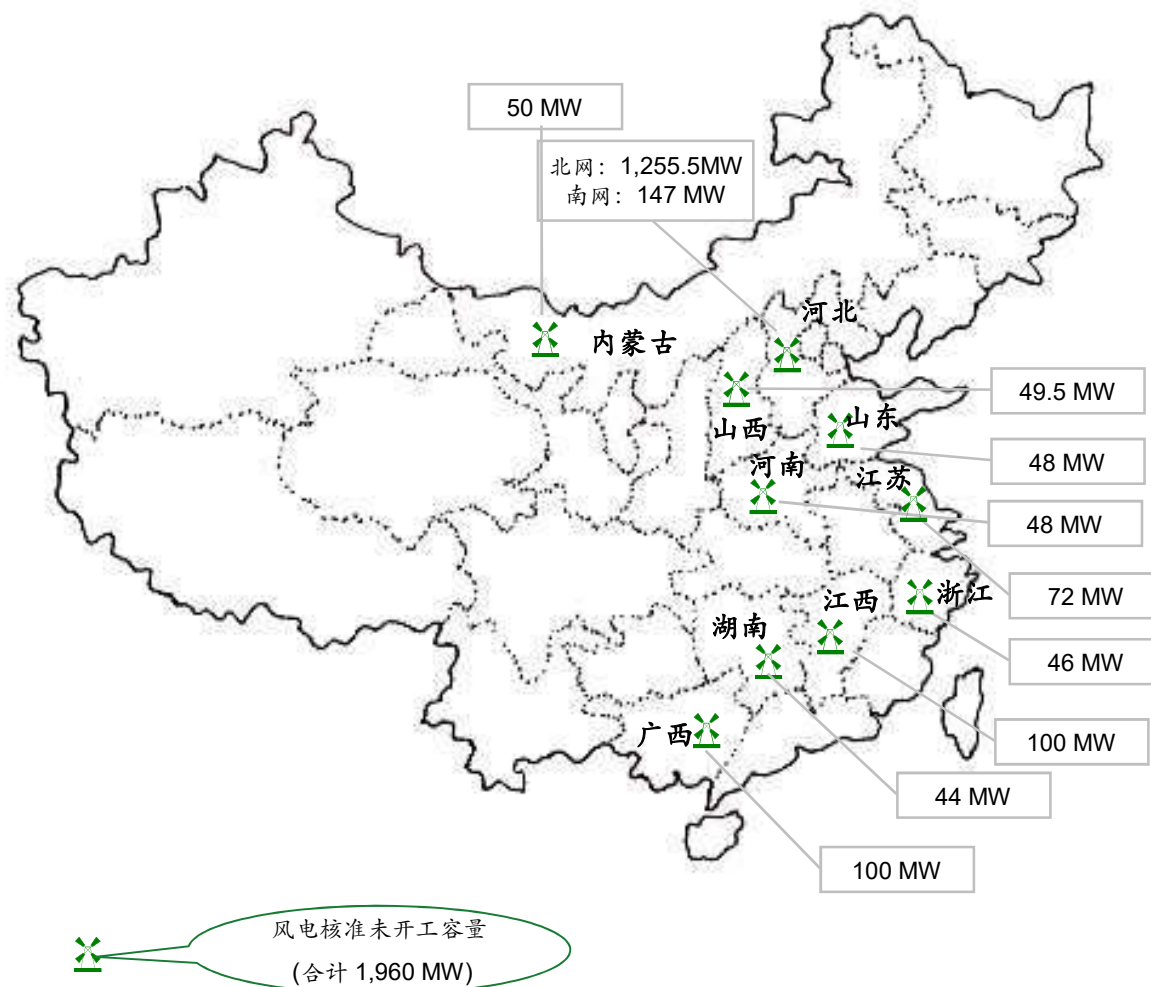 50 MW
北网：1,255.5MW
南网：147 MW
河北
内蒙古
49.5 MW
山西
山东
河南
48 MW
江苏
48 MW
72 MW
浙江
江西
湖南
46 MW
广西
100 MW
44 MW
100 MW
风电核准未开工容量
(合计 1,960 MW)